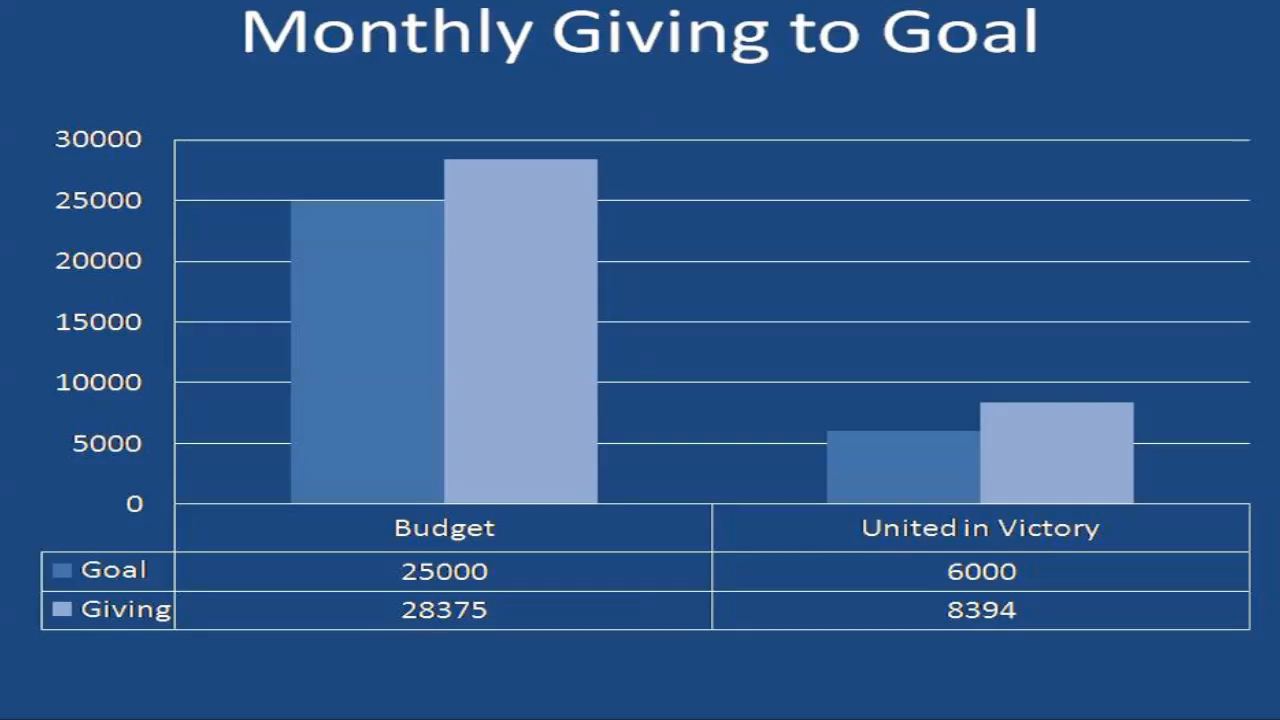 Monthly Giving to Goal
30000
25000
20000
15000
10000
5000
0
Budget United in Victory
Goal 25000 6000
Giving 28375 8394